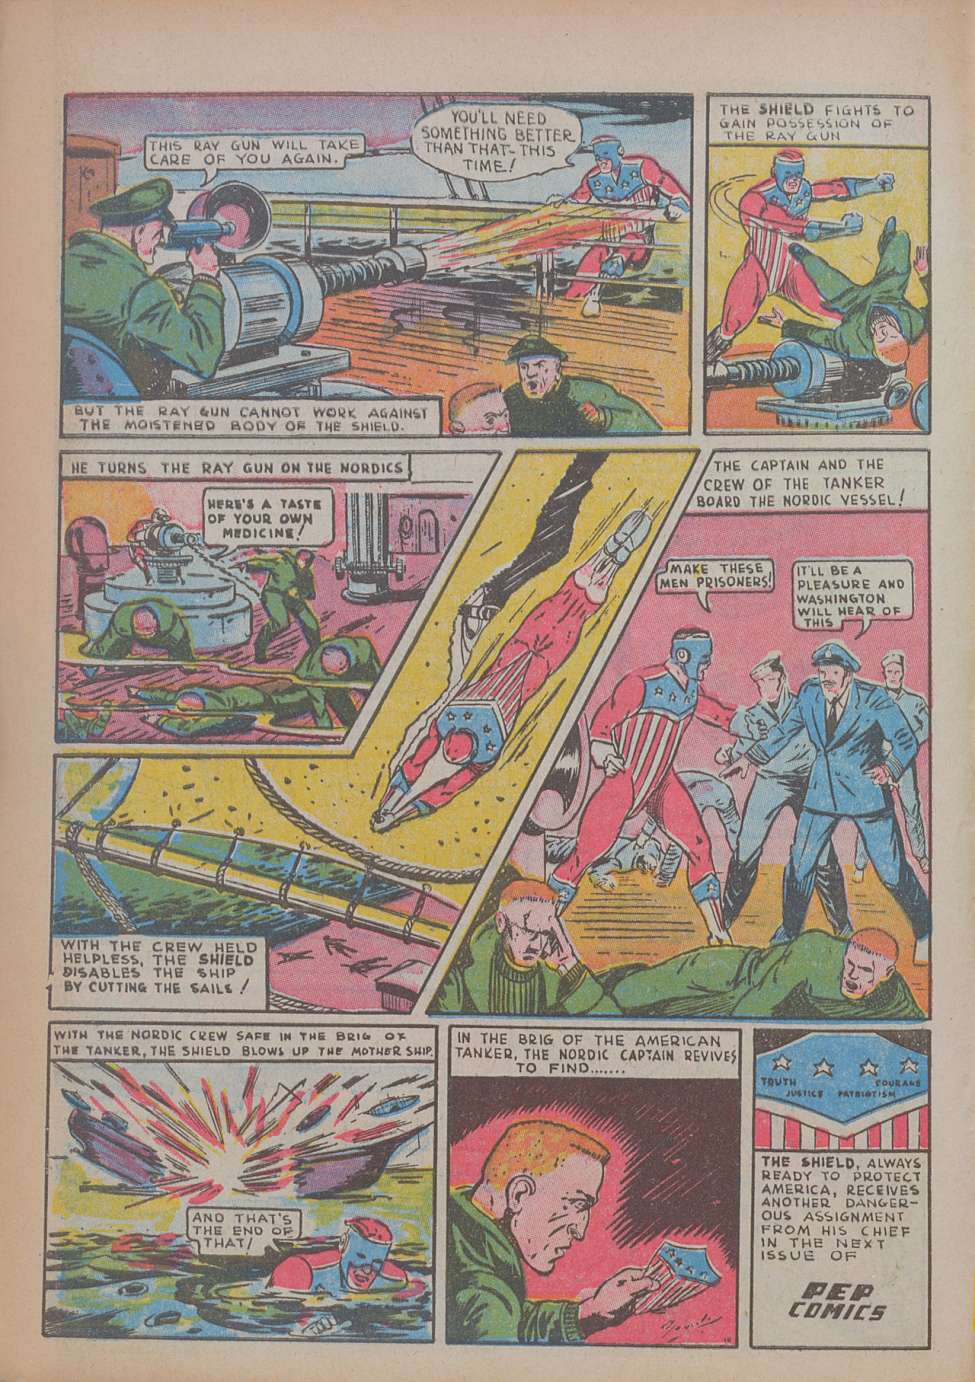 THIS RAY GUN WILL TAKE
CARE OF YOU AGAIN.
YOU'LL NEED
SOMETHING BETTER
THAN THAT - THIS
TIME!
BUT THE RAY GUN CANNOT WORK AGAINST
THE MOISTENED BODY OF THE SHIELD.
THE SHIELD FIGHTS TO
GAIN POSSESSION OF
THE RAY GUN
HE TURNS THE RAY GUN ON THE NORDICS
HERE'S A TASTE
OF YOUR OWN
MEDICINE!
WITH THE CREW HELD
HELPLESS, THE SHIELD
DISABLES THE SHIP
BY CUTTING THE SAILS!
THE CAPTAIN AND THE
CREW OF THE TANKER
BOARD THE NORDIC VESSEL!
MAKE THESE
MEN PRISONERS!
IT'LL BE A
PLEASURE AND
WASHINGTON
WILL HEAR OF
THIS
WITH THE NORDIC CREW SAFE IN THE BRIG OF
THE TANKER, THE SHIELD BLOWS UP THE MOTHER SHIP.
AND THAT'S
THE END OF
THAT!
IN THE BRIG OF THE AMERICAN
TANKER, THE NORDIC CAPTAIN REVIVES
TO FIND.......
TRUTH COURAGE
JUSTICE PATRIOTISM
THE SHIELD, ALWAYS
READY TO PROTECT
AMERICA, RECEIVES
ANOTHER DANGER-
OUS ASSIGNMENT
FROM HIS CHIEF
IN THE NEXT
ISSUE OF
PEP
COMICS